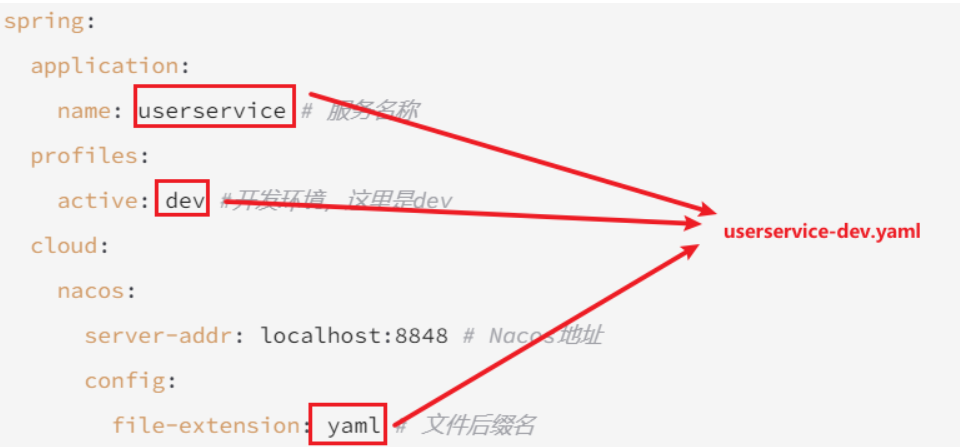 spring:
application:
name: userservice # 服务名称
profiles:
active: dev #开发环境，这里是dev
userservice-dev.yaml
cloud:
nacos:
server-addr: localhost:8848 # Nacos地址
config:
file-extension: yaml # 文件后缀名